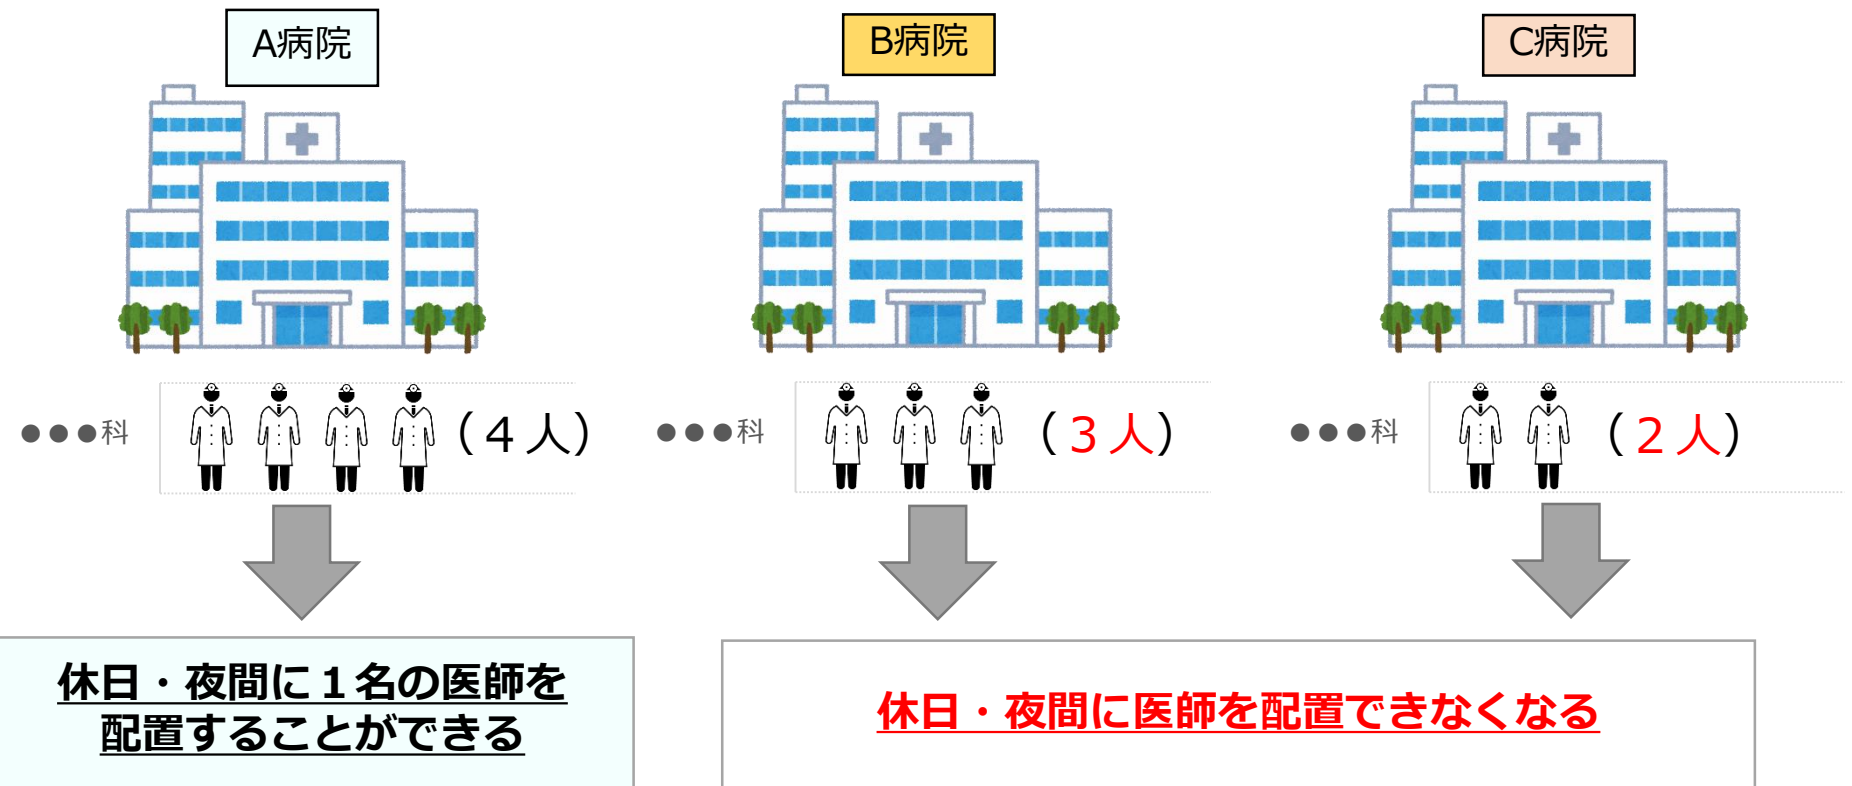 A病院
B病院
C病院
●●●科
（４人）
●●●科
（３人）
●●●科
（２人）
休日・夜間に１名の医師を
配置することができる
休日・夜間に医師を配置できなくなる